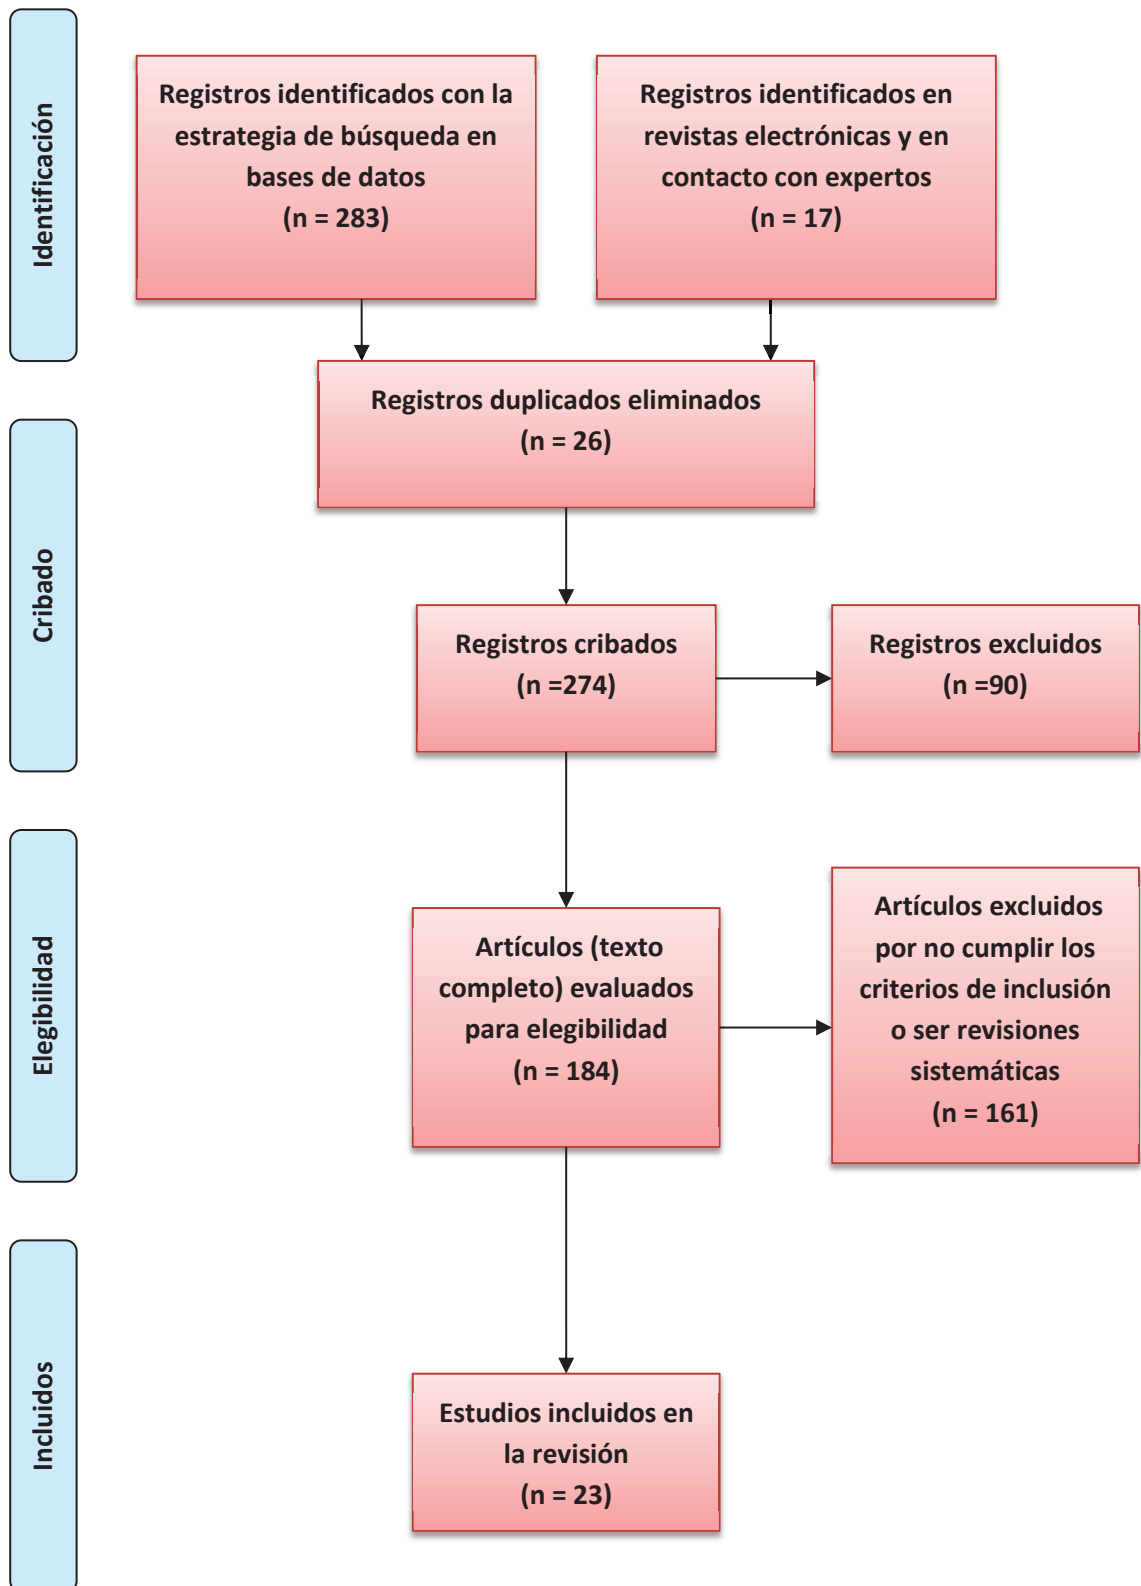 Identificación
Registros identificados con la
estrategia de búsqueda en
bases de datos
(n = 283)
Registros identificados en
revistas electrónicas y en
contacto con expertos
(n = 17)
Registros duplicados eliminados
(n = 26)
Cribado
Registros cribados
(n =274)
Registros excluidos
(n =90)
Elegibilidad
Artículos (texto
completo) evaluados
para elegibilidad
(n = 184)
Artículos excluidos
por no cumplir los
criterios de inclusión
o ser revisiones
sistemáticas
(n = 161)
Incluidos
Estudios incluidos en
la revisión
(n = 23)